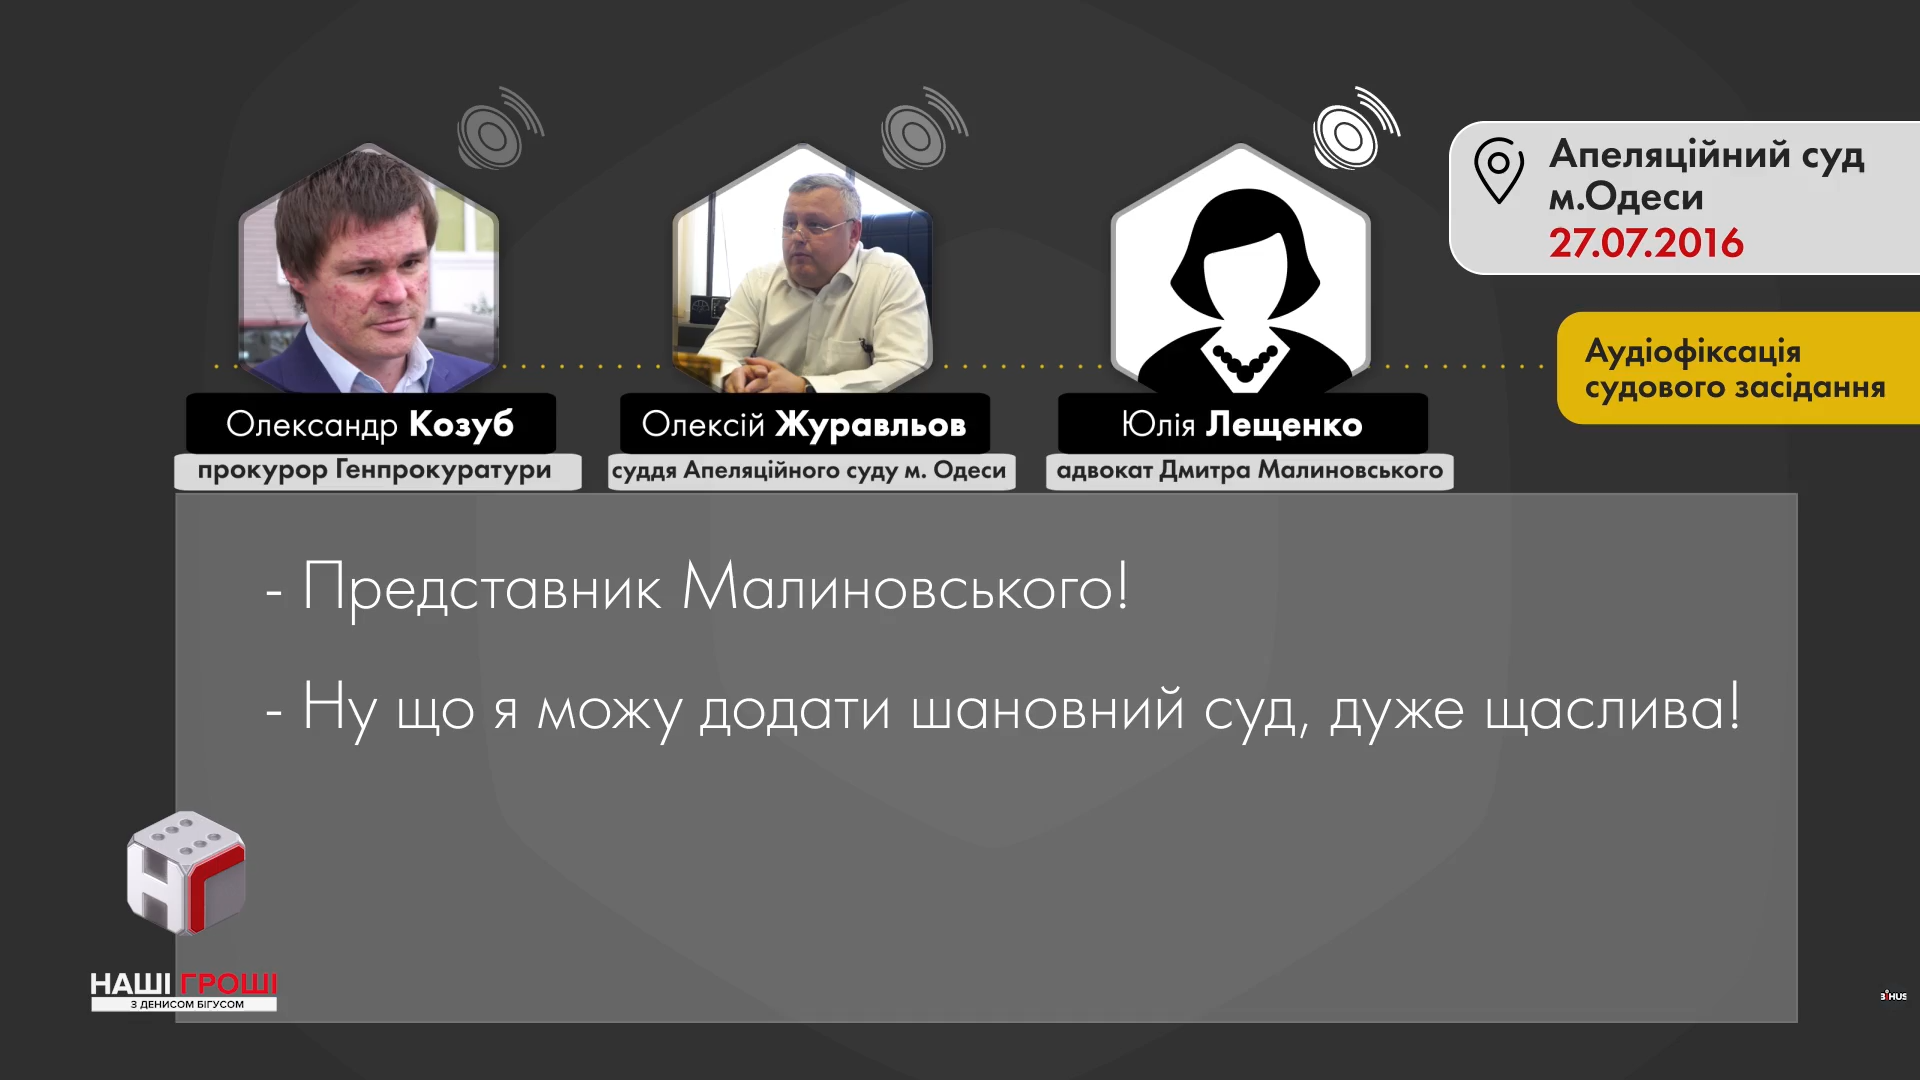 Апеляційний суд
м.Одеси
27.07.2016
Аудіофіксація
судового засідання
Олександр Козуб
прокурор Генпрокуратури
Олексій Журавльов
суддя Апеляційного суду м. Одеси
Юлія Лещенко
адвокат Дмитра Малиновського
- Представник Малиновського!
- Ну що я можу додати шановний суд, дуже щаслива!
НГ
НАШІ ГРОШІ
З ДЕНИСОМ БІГУСОМ
BIHUS